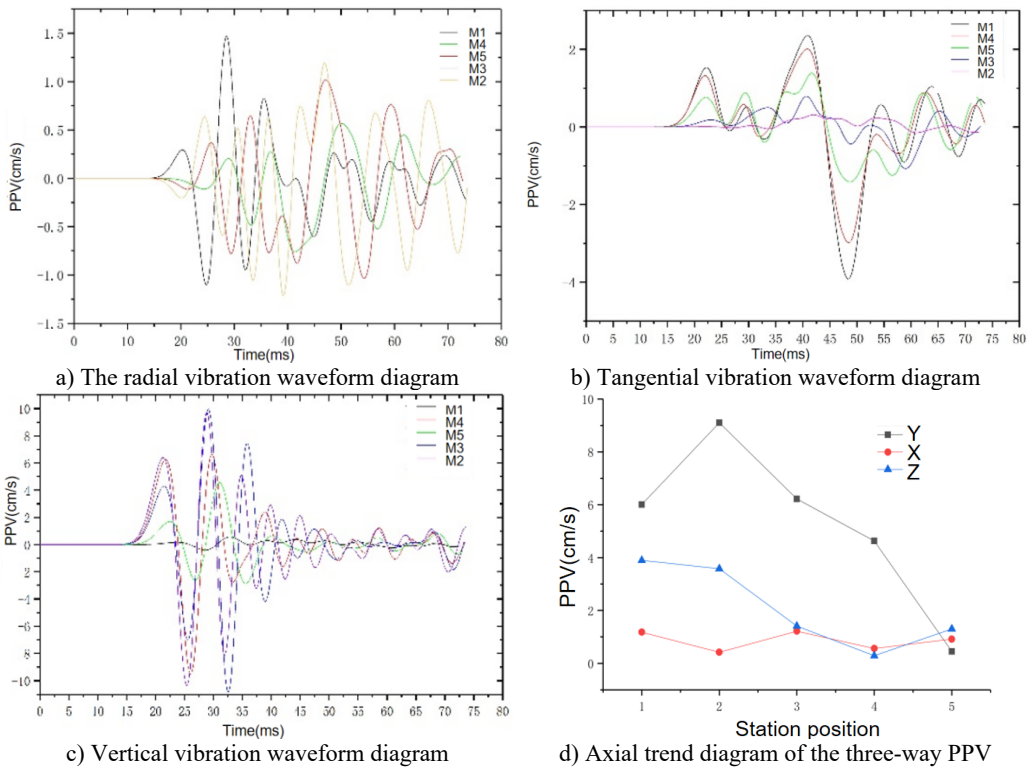 1.5
1.0
0.5
0.0
-0.5
-1.0
-1.5
PPV(cm/s)
M1
M4
M5
M3
M2
0 10 20 25 30 35 40 45 50 55 60 65 70 80
Time(ms)
a) The radial vibration waveform diagram
2
0
-2
-4
PPV(cm/s)
M1
M4
M5
M3
M2
0 5 10 15 20 25 30 35 40 45 50 55 60 65 70 75 80
Time(ms)
b) Tangential vibration waveform diagram
10
8
6
4
2
0
2
-4
-6
8
-10
PPV(cm/s)
M1
M4
M5
M3
M2
0 5 10 15 20 25 30 35 40 45 50 55 60 65 70 75 80
Time(ms)
c) Vertical vibration waveform diagram
10
8
6
4
2
0
PPV(cm/s)
Y
X
Z
1 2 3 4 5
Station position
d) Axial trend diagram of the three-way PPV